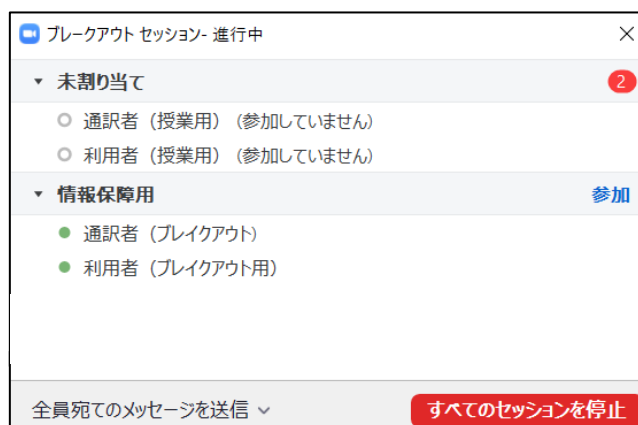 ブレークアウト セッション- 進行中
未割り当て 2
通訳者（授業用） (参加していません)
利用者（授業用） (参加していません)
情報保障用 参加
通訳者（ブレイクアウト）
利用者（ブレイクアウト用）
全員宛てのメッセージを送信 すべてのセッションを停止